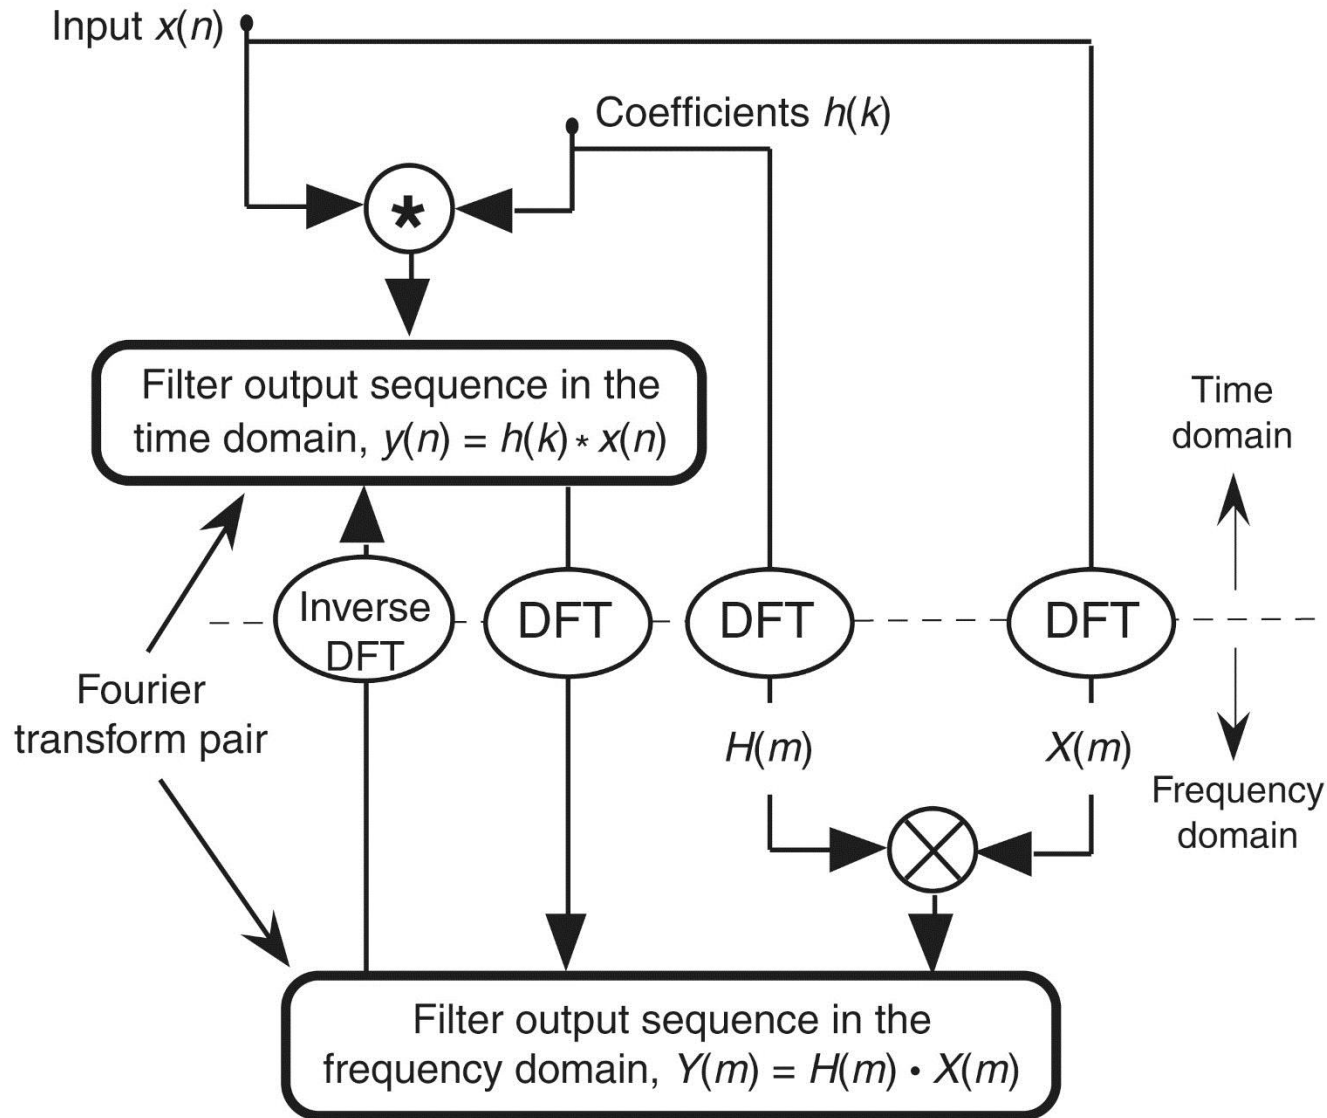 Input x(n)
Coefficients h(k)
*
Filter output sequence in the
time domain, y(n) = h(k) * x(n)
Time
domain
Inverse
DFT
DFT
DFT
DFT
Fourier
transform pair
H(m)
X(m)
Frequency
domain
Filter output sequence in the
frequency domain, Y(m) = H(m) • X(m)